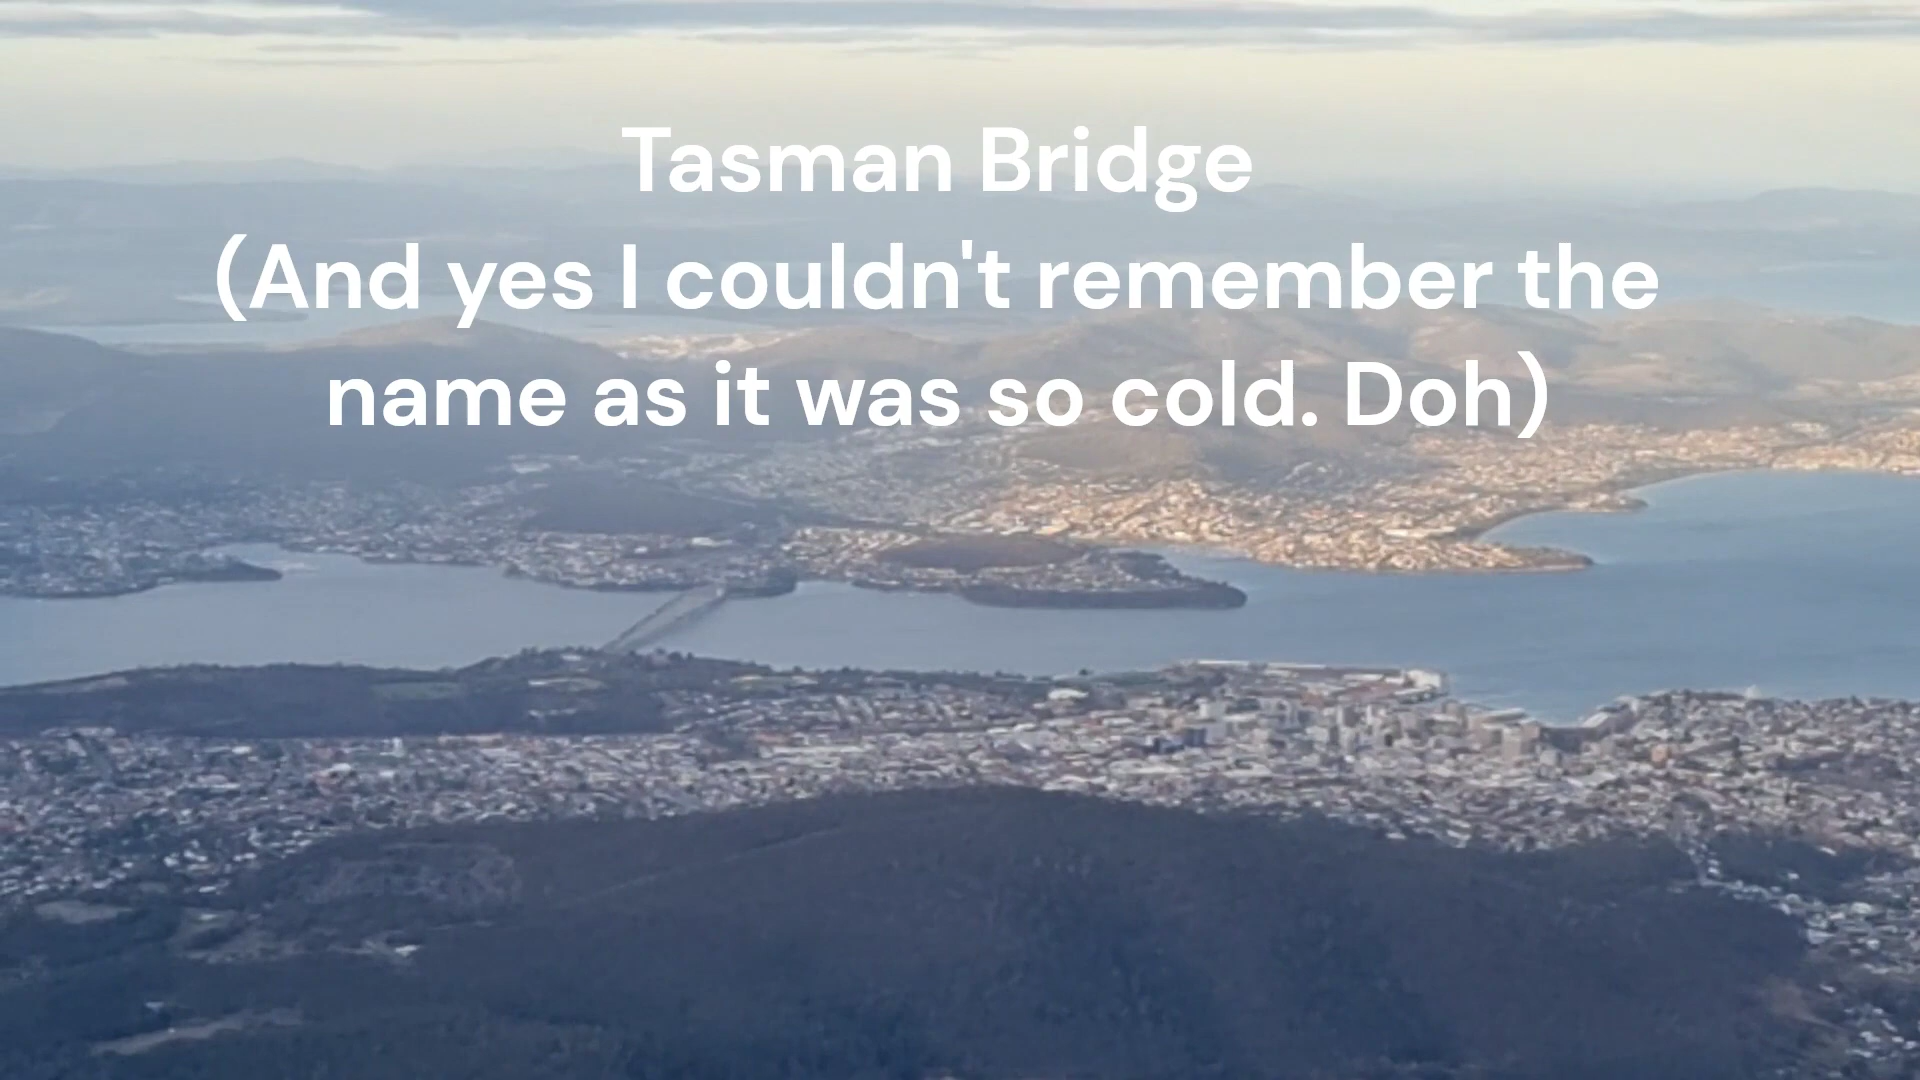 Tasman Bridge
(And yes I couldn't remember the
name as it was so cold. Doh)